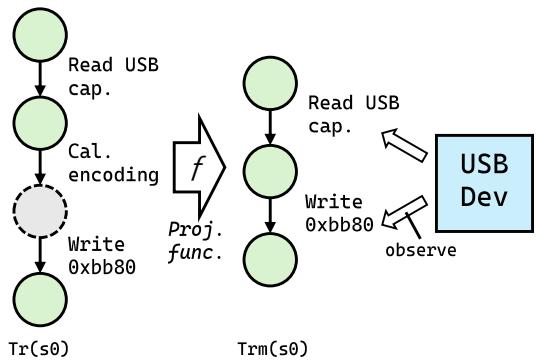 Read USB
cap.
Cal.
encoding
Write
0xbb80
Tr(s0)
f
Proj.
func.
Read USB
cap.
Write
0xbb80
Trm(s0)
USB
Dev
observe